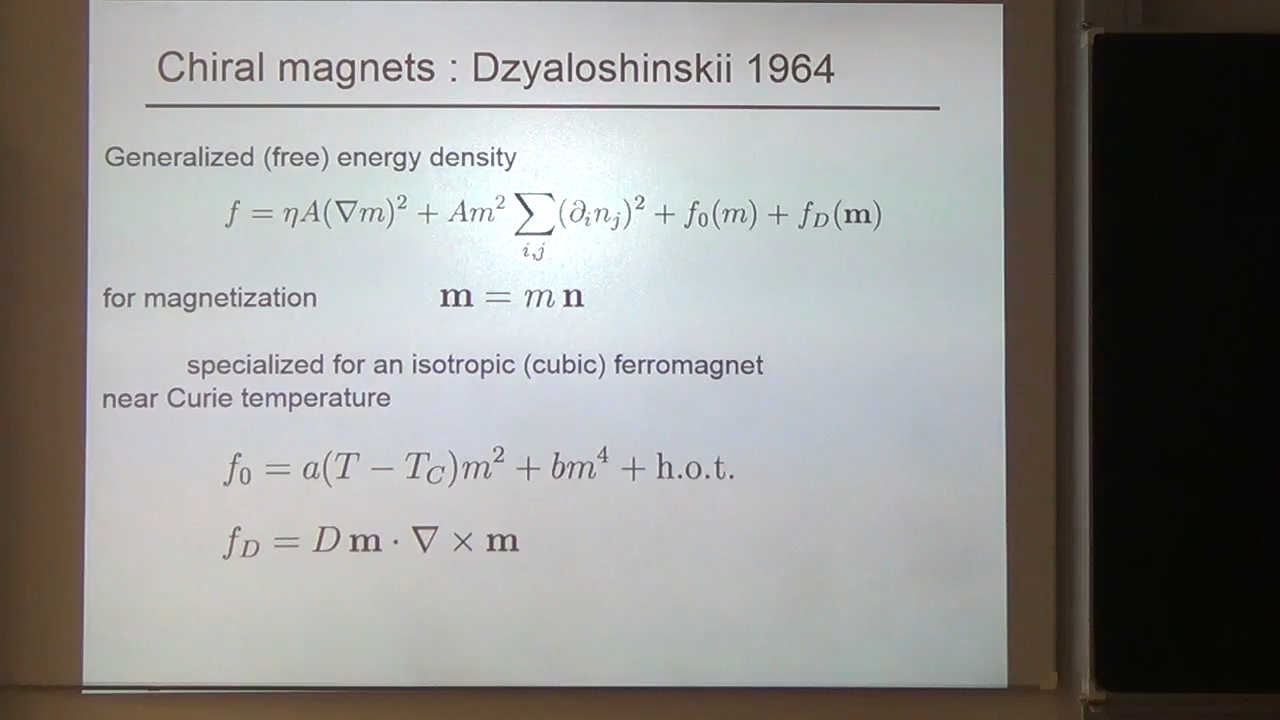 Chiral magnets : Dzyaloshinskii 1964
Generalized (free) energy density
f = ηA(∇m)² + Am² ∑_{i,j} (∂ᵢnⱼ)² + f₀(m) + f_D(𝐦)
for magnetization 𝐦 = m 𝐧
specialized for an isotropic (cubic) ferromagnet
near Curie temperature
f₀ = a(T − T_C)m² + bm⁴ + h.o.t.
f_D = D 𝐦 · ∇ × 𝐦